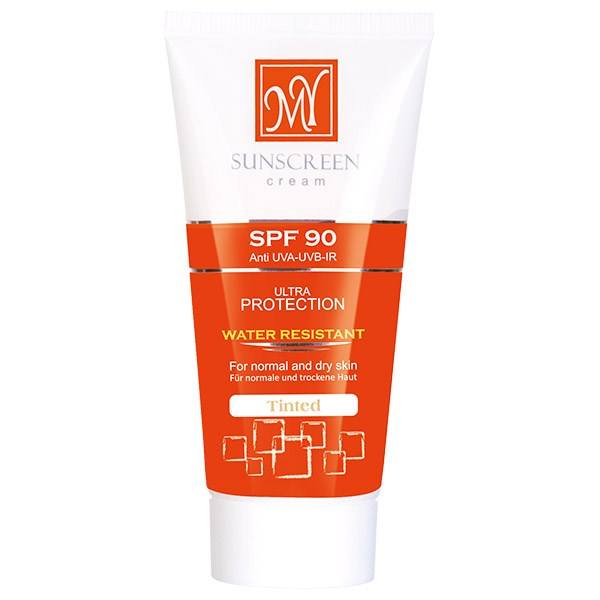 MY
SUNSCREEN
cream
SPF 90
Anti UVA-UVB-IR
ULTRA
PROTECTION
WATER RESISTANT
For normal and dry skin
Für normale und trockene Haut
Tinted